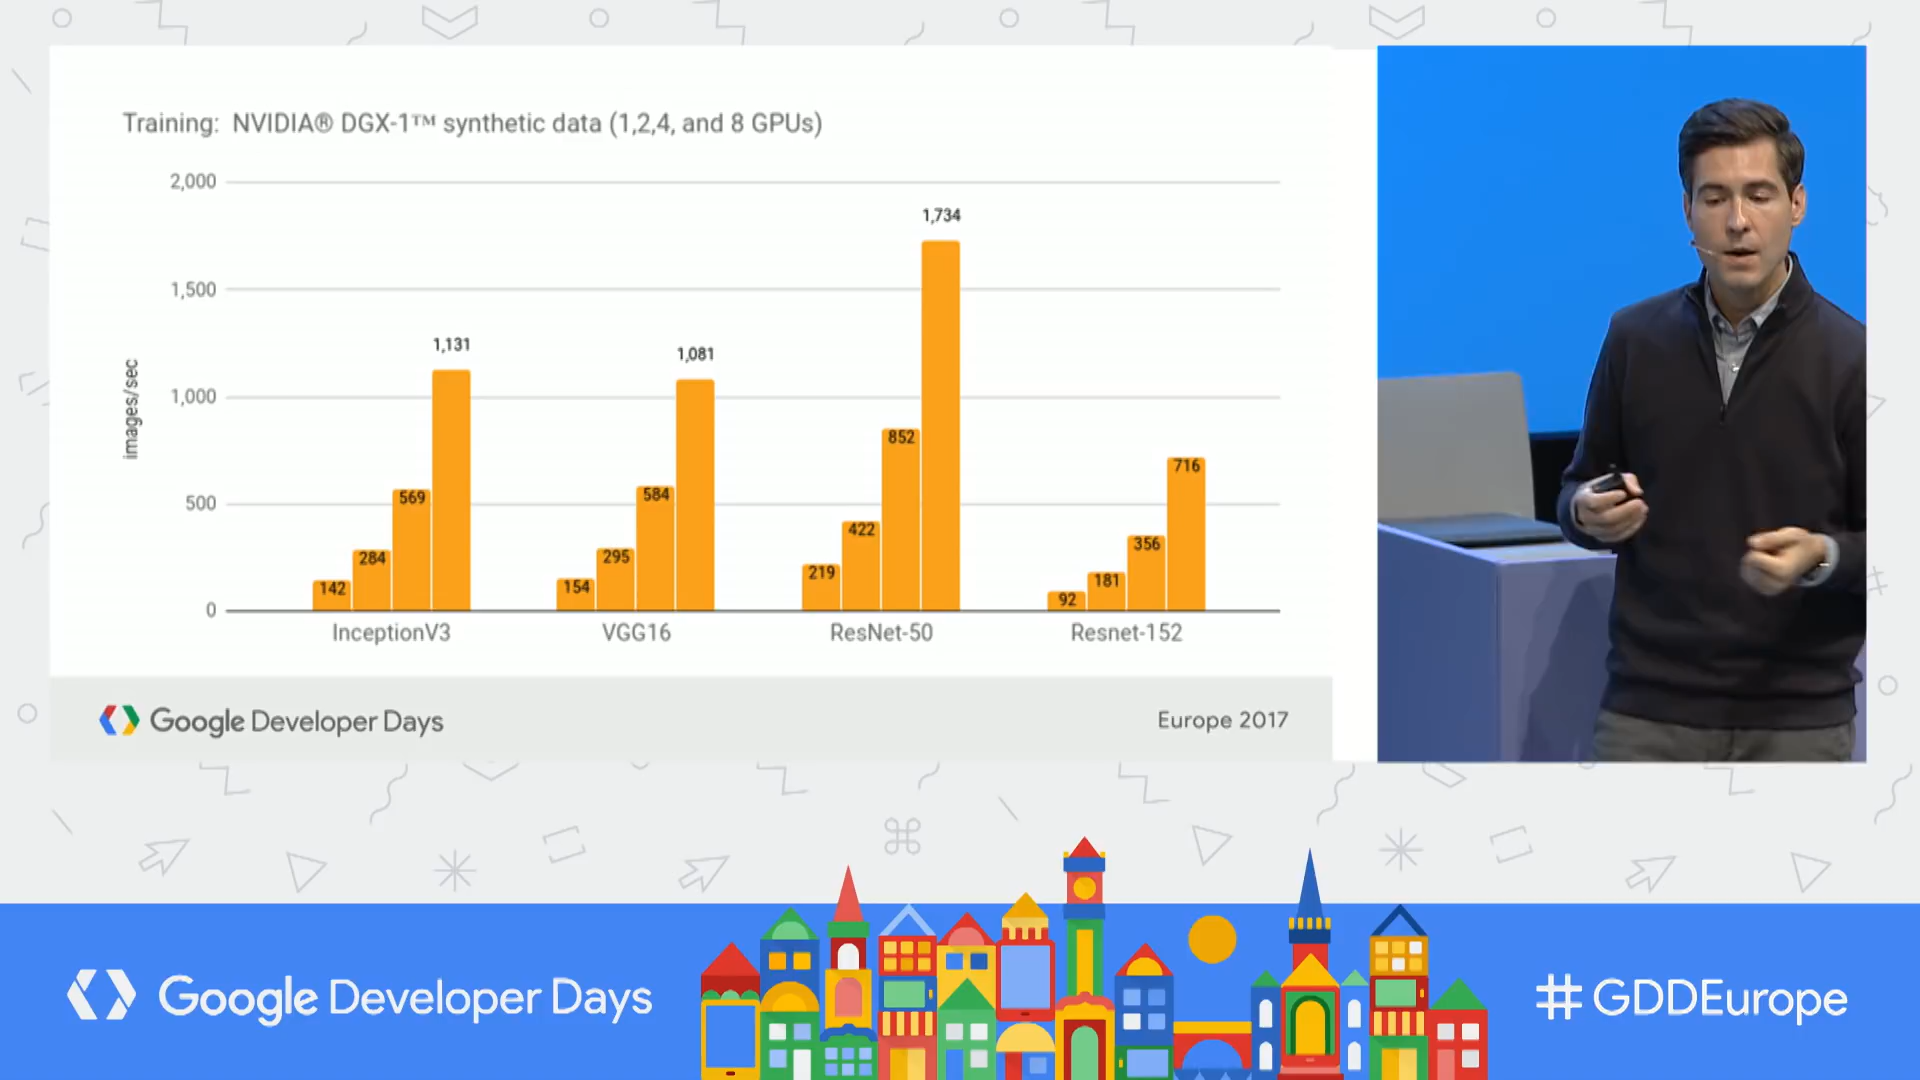 Training: NVIDIA® DGX-1™ synthetic data (1,2,4, and 8 GPUs)
2,000
1,500
1,000
500
0
images/sec
142
284
569
1,131
154
295
584
1,081
219
422
852
1,734
92
181
356
716
InceptionV3
VGG16
ResNet-50
Resnet-152
Google Developer Days
Europe 2017
Google Developer Days
#GDDEurope